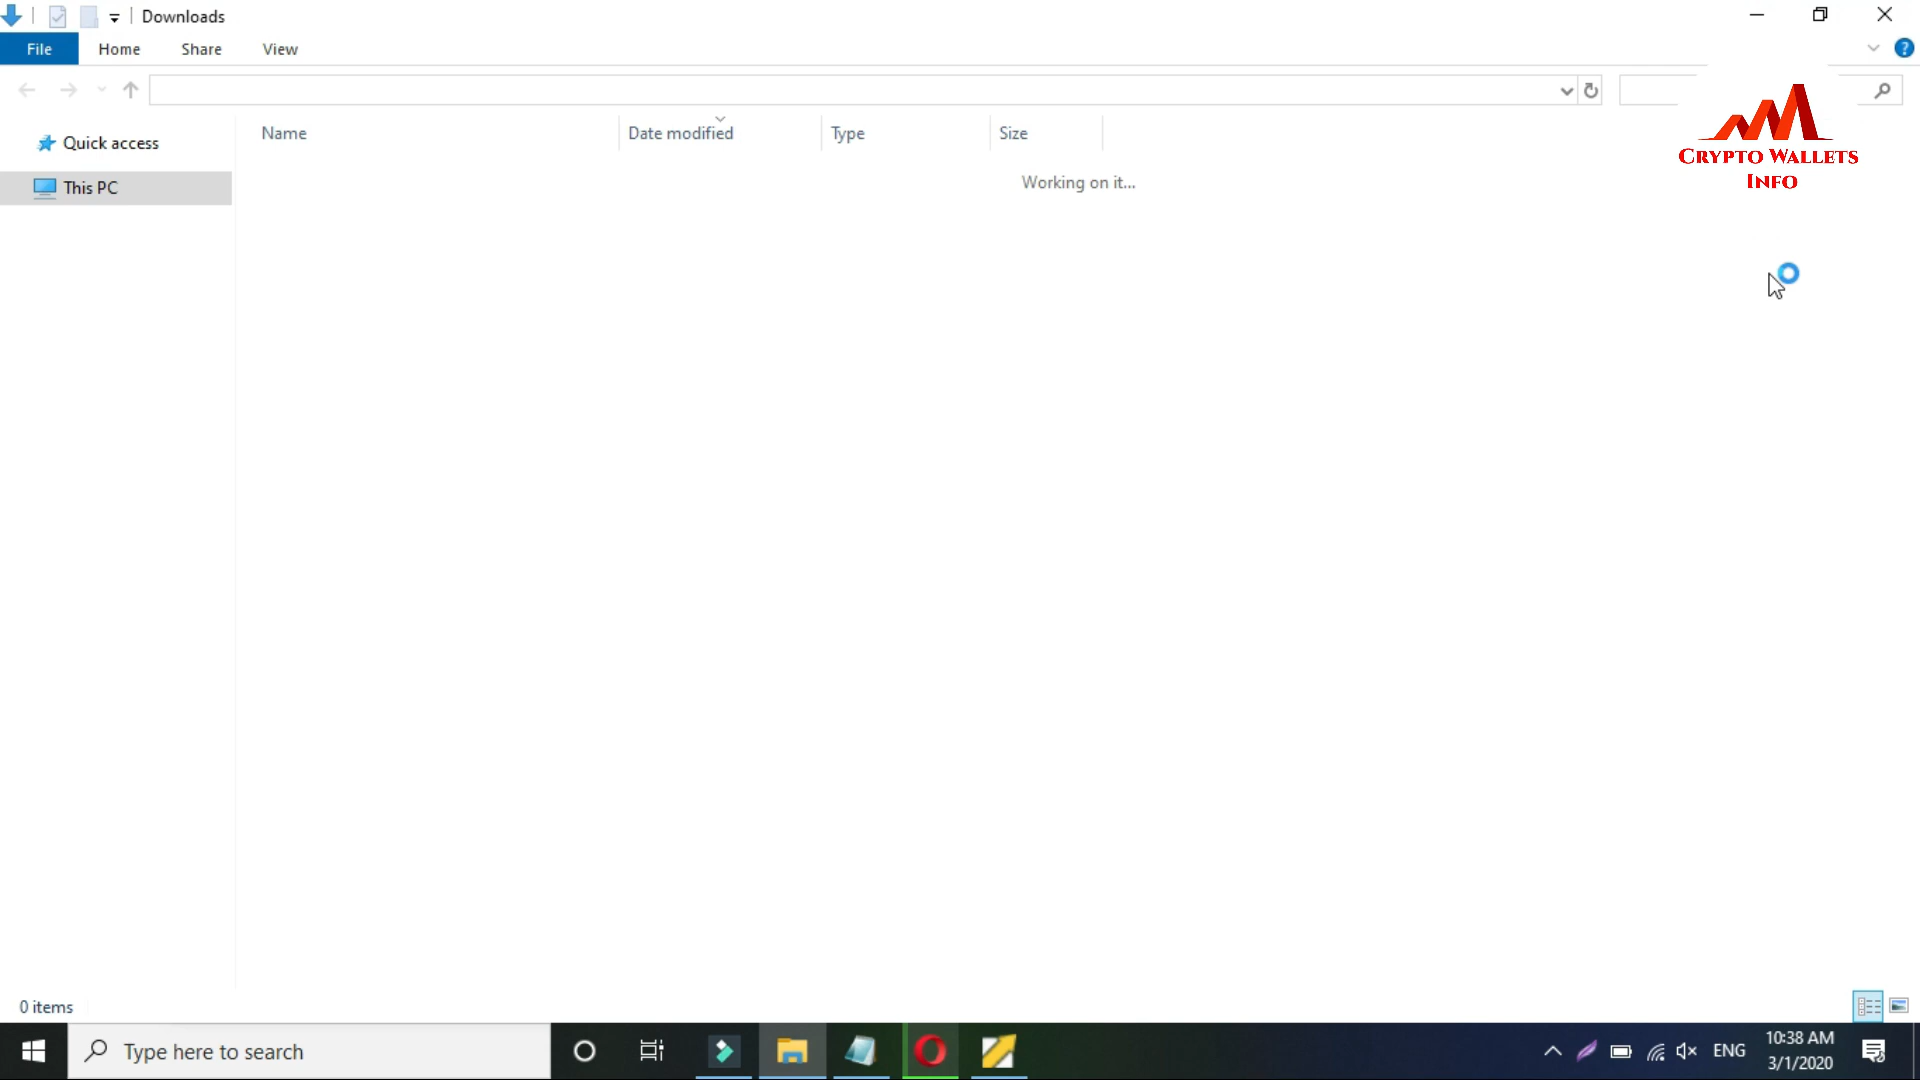 Downloads
File Home Share View
Name Date modified Type Size
Quick access
Working on it...
This PC
CRYPTO WALLETS
INFO
0 items
Type here to search
ENG
10:38 AM
3/1/2020